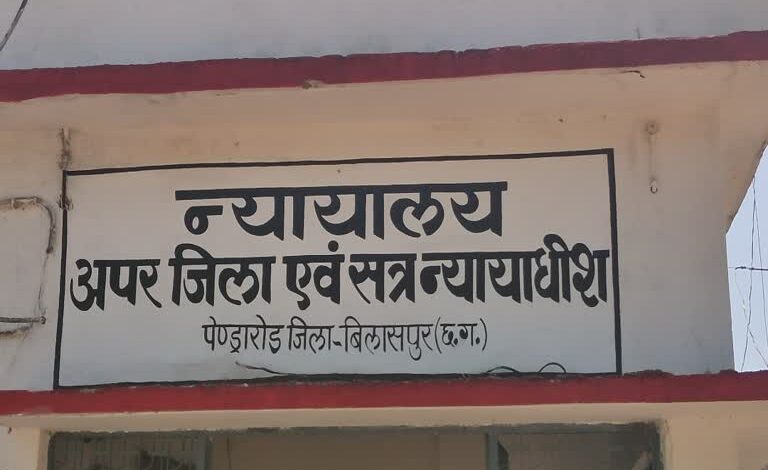 न्यायालय
अपर जिला एवं सत्र न्यायाधीश
पेण्ड्रारोड जिला-बिलासपुर(छ.ग.)